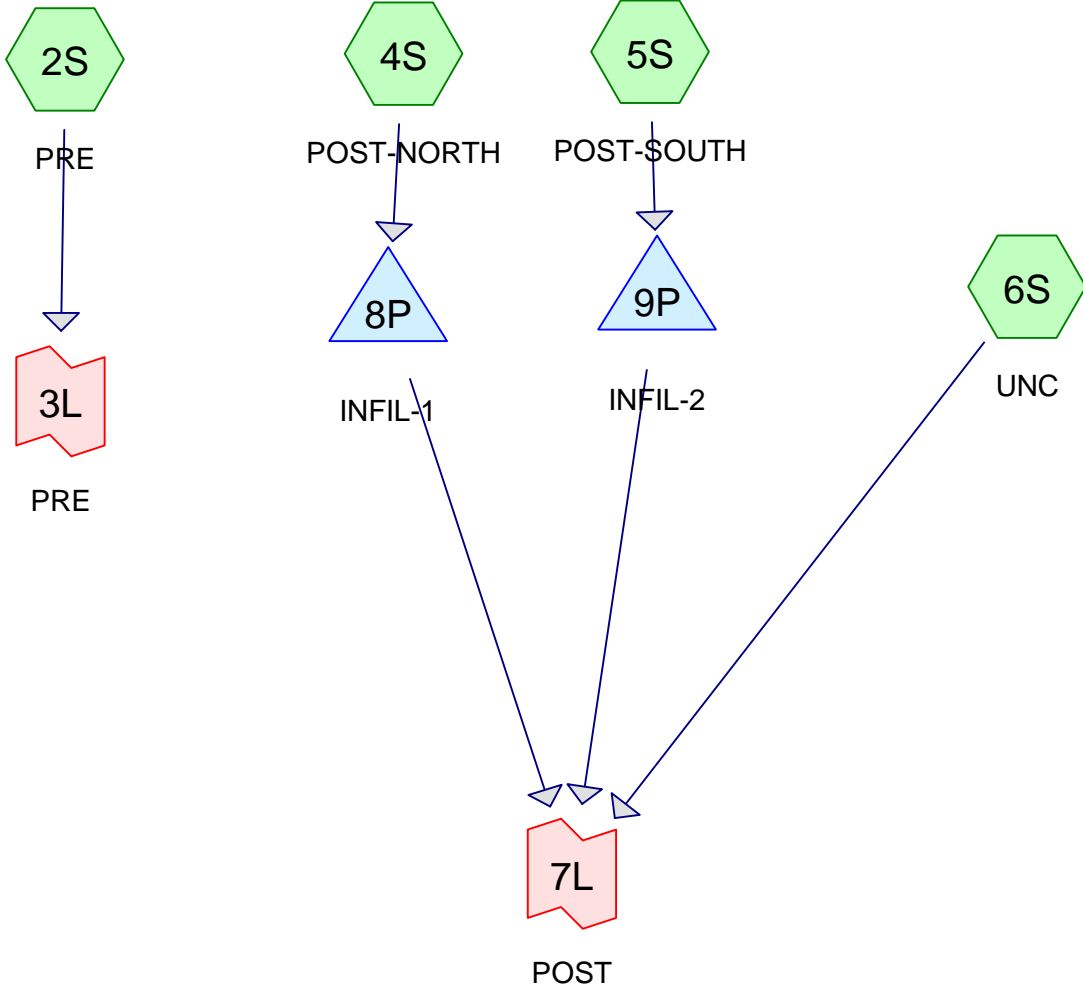 2S
PRE
4S
POST-NORTH
5S
POST-SOUTH
8P
INFIL-1
9P
INFIL-2
6S
UNC
3L
PRE
7L
POST